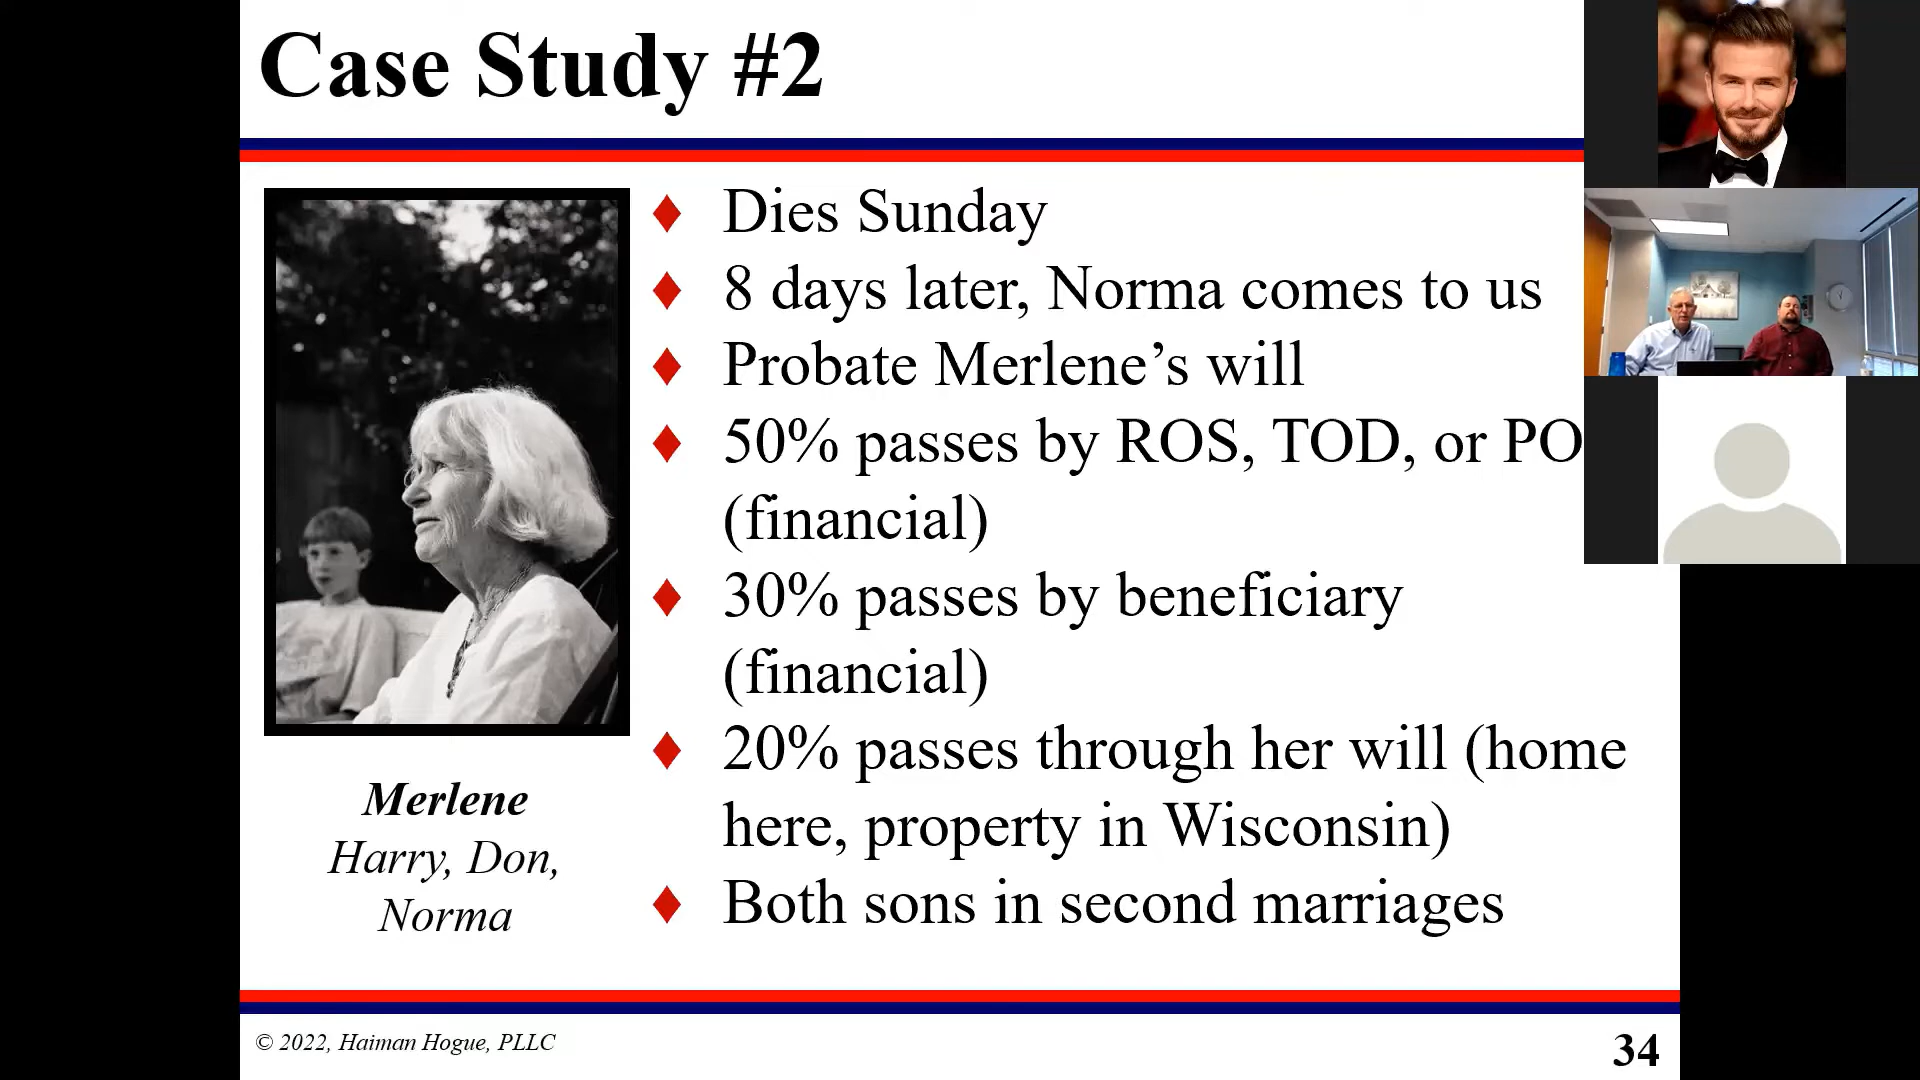 Case Study #2
Dies Sunday
8 days later, Norma comes to us
Probate Merlene’s will
50% passes by ROS, TOD, or PO
(financial)
30% passes by beneficiary
(financial)
20% passes through her will (home
here, property in Wisconsin)
Both sons in second marriages
Merlene
Harry, Don,
Norma
© 2022, Haiman Hogue, PLLC
34